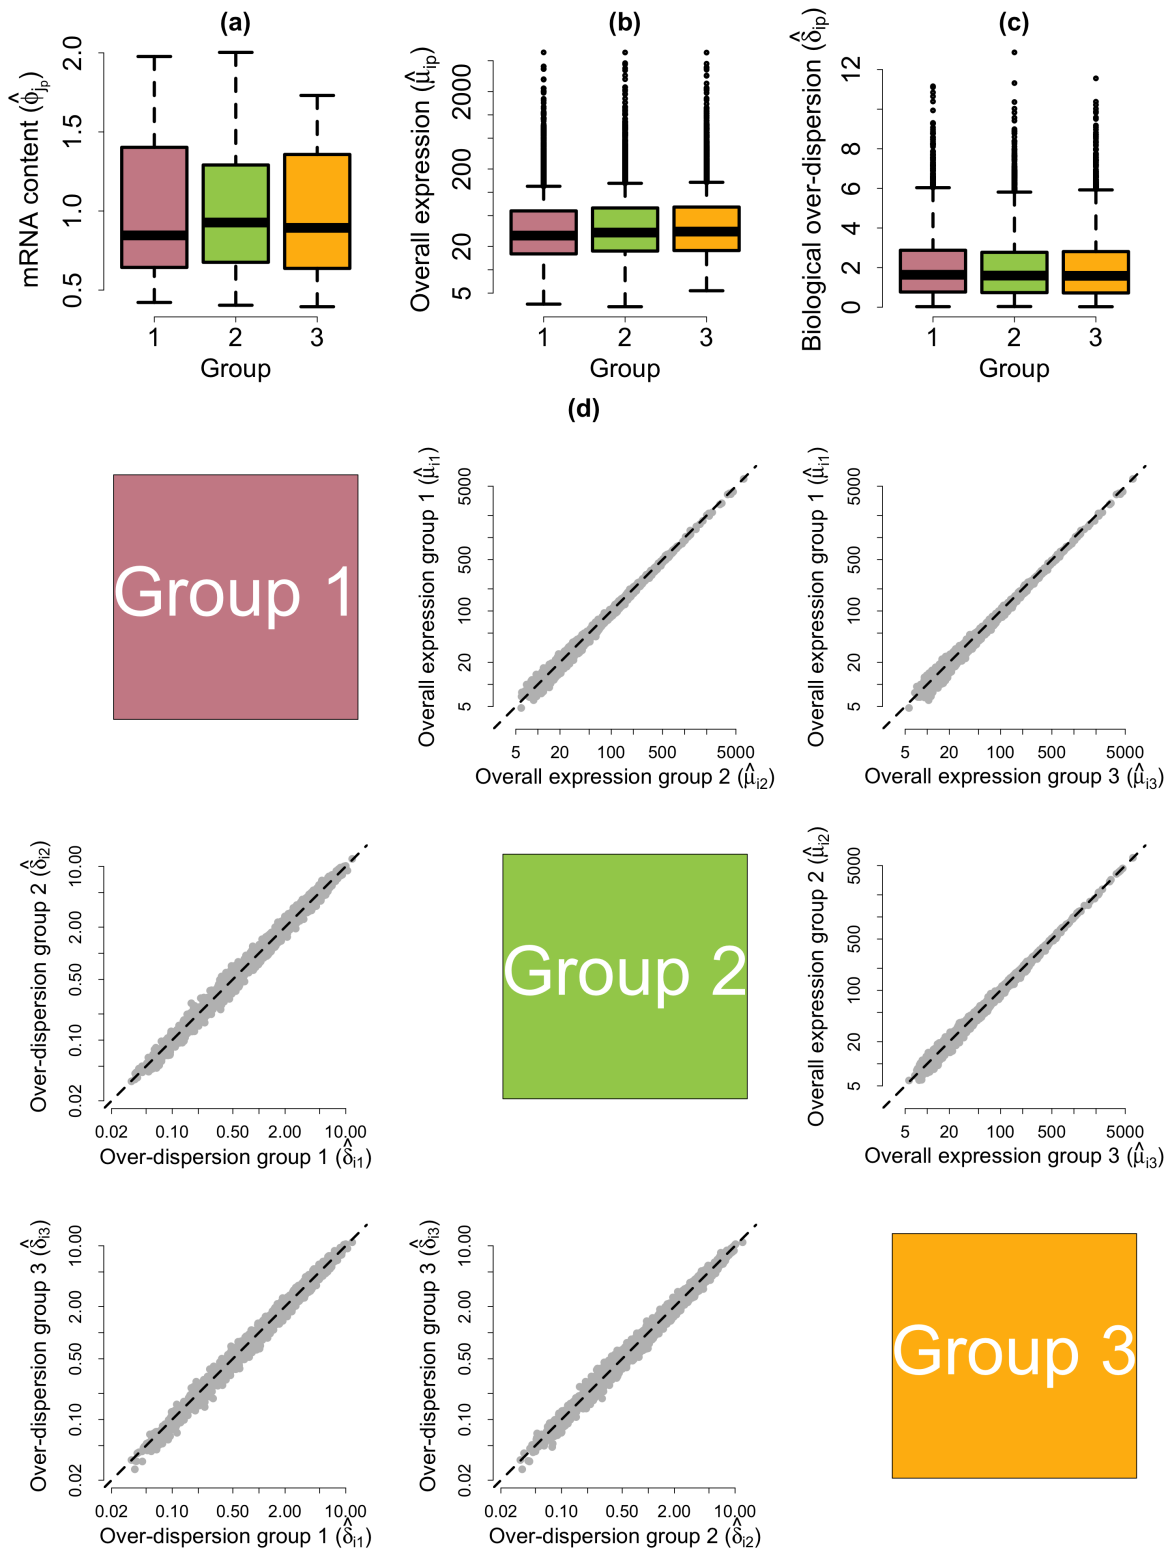 (a)
mRNA content (ϕ̂jp)
0.5 1.0 1.5 2.0
1 2 3
Group
(b)
Overall expression (μ̂ip)
5 20 200 2000
1 2 3
Group
(c)
Biological over-dispersion (δ̂ip)
0 2 4 6 8 12
1 2 3
Group
(d)
Group 1
Overall expression group 1 (μ̂i1)
5 20 100 500 5000
5 20 100 500 5000
Overall expression group 2 (μ̂i2)
Overall expression group 1 (μ̂i1)
5 20 100 500 5000
5 20 100 500 5000
Overall expression group 3 (μ̂i3)
Over-dispersion group 2 (δ̂i2)
0.02 0.10 0.50 2.00 10.00
0.02 0.10 0.50 2.00 10.00
Over-dispersion group 1 (δ̂i1)
Group 2
Overall expression group 2 (μ̂i2)
5 20 100 500 5000
5 20 100 500 5000
Overall expression group 3 (μ̂i3)
Over-dispersion group 3 (δ̂i3)
0.02 0.10 0.50 2.00 10.00
0.02 0.10 0.50 2.00 10.00
Over-dispersion group 1 (δ̂i1)
Over-dispersion group 3 (δ̂i3)
0.02 0.10 0.50 2.00 10.00
0.02 0.10 0.50 2.00 10.00
Over-dispersion group 2 (δ̂i2)
Group 3